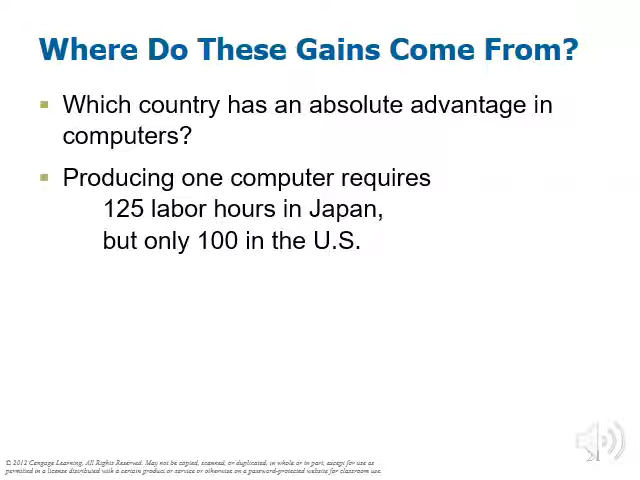 Where Do These Gains Come From?
Which country has an absolute advantage in
computers?
Producing one computer requires
125 labor hours in Japan,
but only 100 in the U.S.
© 2012 Cengage Learning. All Rights Reserved. May not be copied, scanned, or duplicated, in whole or in part, except for use as
permitted in a license distributed with a certain product or service or otherwise on a password-protected website for classroom use.